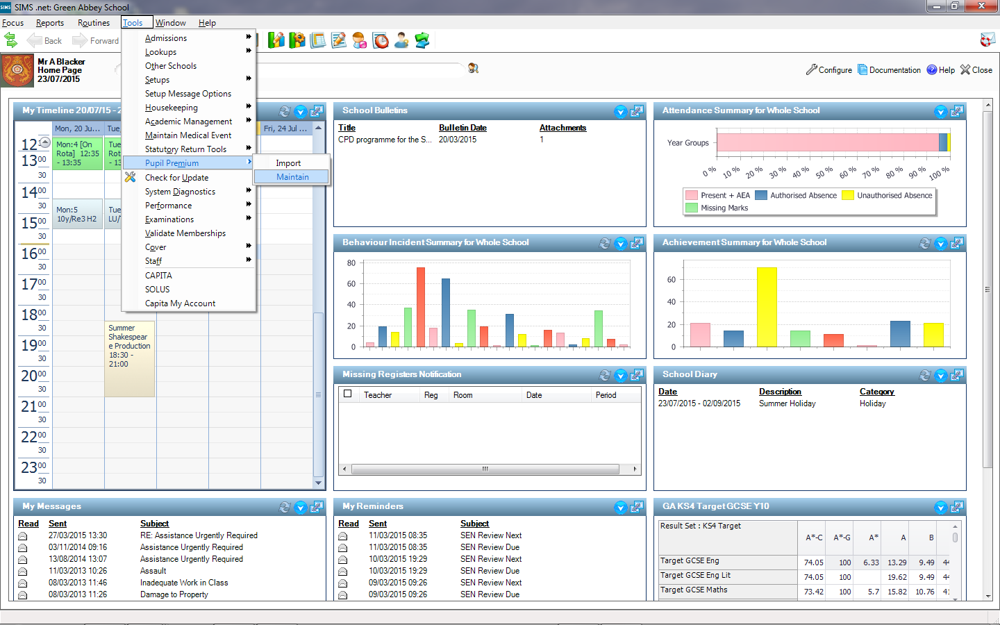 SIMS .net: Green Abbey School
Focus Reports Routines Tools Window Help
Back Forward
Mr A Blacker
Home Page
23/07/2015
Configure Documentation Help Close
Admissions
Lookups
Other Schools
Setups
Setup Message Options
Housekeeping
Academic Management
Maintain Medical Event
Statutory Return Tools
Pupil Premium
Check for Update
System Diagnostics
Performance
Examinations
Validate Memberships
Cover
Staff
CAPITA
SOLUS
Capita My Account
Import
Maintain
My Timeline 20/07/15 - 2
Mon, 20 Ju... Tue, Fri, 24 Jul ...
12
13 00
30
14 00
30
15 00
30
16 00
30
17 00
30
18 00
30
19 00
30
20 00
30
21 00
30
22 00
30
23 00
30
Mon:4 [On
Rota] 12:35
- 13:35
Tue
Rot
- 1
Mon:5
10y/Re3 H2
Tue
LU/
Summer
Shakespear
e Production
18:30 -
21:00
School Bulletins
Title Bulletin Date Attachments
CPD programme for the S... 20/03/2015 1
Attendance Summary for Whole School
Year Groups
0 % 10 % 20 % 30 % 40 % 50 % 60 % 70 % 80 % 90 % 100 %
Present + AEA Authorised Absence Unauthorised Absence
Missing Marks
Behaviour Incident Summary for Whole School
80
60
40
20
0
Achievement Summary for Whole School
60
40
20
0
Missing Registers Notification
Teacher Reg Room Date Period
School Diary
Date Description Category
23/07/2015 - 02/09/2015 Summer Holiday Holiday
My Messages
Read Sent Subject
27/03/2015 13:30 RE: Assistance Urgently Required
03/11/2014 09:16 Assistance Urgently Required
13/08/2014 13:07 Assistance Urgently Required
11/03/2013 10:26 Assault
08/03/2013 11:46 Inadequate Work in Class
08/03/2013 11:26 Damage to Property
My Reminders
Read Sent Subject
11/03/2015 08:35 SEN Review Next
11/03/2015 08:35 SEN Review Due
10/03/2015 19:29 SEN Review Next
10/03/2015 19:29 SEN Review Due
09/03/2015 09:26 SEN Review Next
09/03/2015 09:26 SEN Review Due
GA KS4 Target GCSE Y10
Result Set : KS4 Target A*-C A*-G A* A B
Target GCSE Eng 74.05 100 6.33 13.29 9.49 44
Target GCSE Eng Lit 74.05 100 19.62 9.49 44
Target GCSE Maths 73.42 100 5.7 15.82 10.76 41